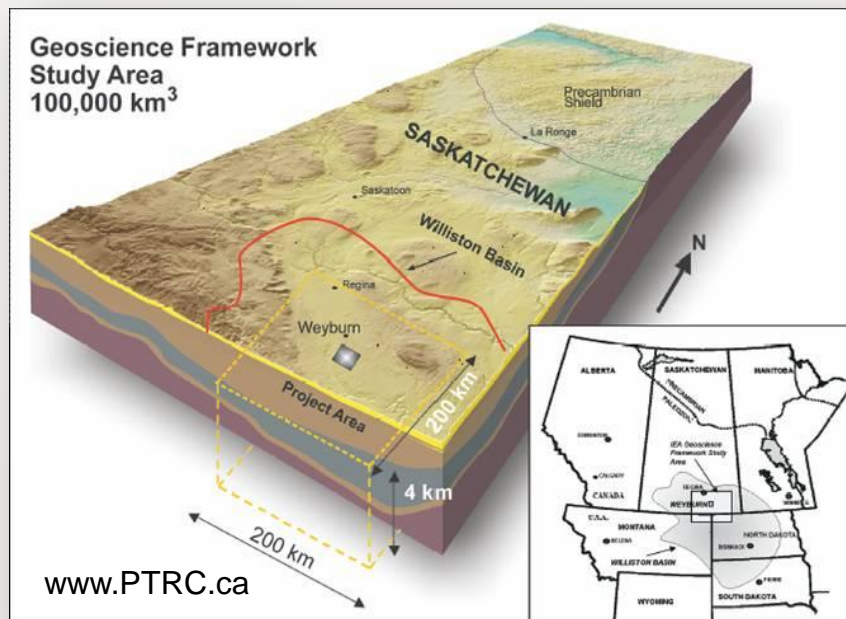 Geoscience Framework
Study Area
100,000 km³
Precambrian
Shield
La Ronge
SASKATCHEWAN
Saskatoon
Williston Basin
N
Regina
Weyburn
Project Area
200 km
4 km
200 km
www.PTRC.ca
ALBERTA
SASKATCHEWAN
MANITOBA
PRECAMBRIAN
PALEOZOIC
EDMONTON
IEA Geoscience
Framework Study
Area
CALGARY
REGINA
CANADA
WEYBURN
U.S.A.
MONTANA
NORTH DAKOTA
HELENA
BISMARCK
WILLISTON BASIN
PIERRE
SOUTH DAKOTA
WYOMING